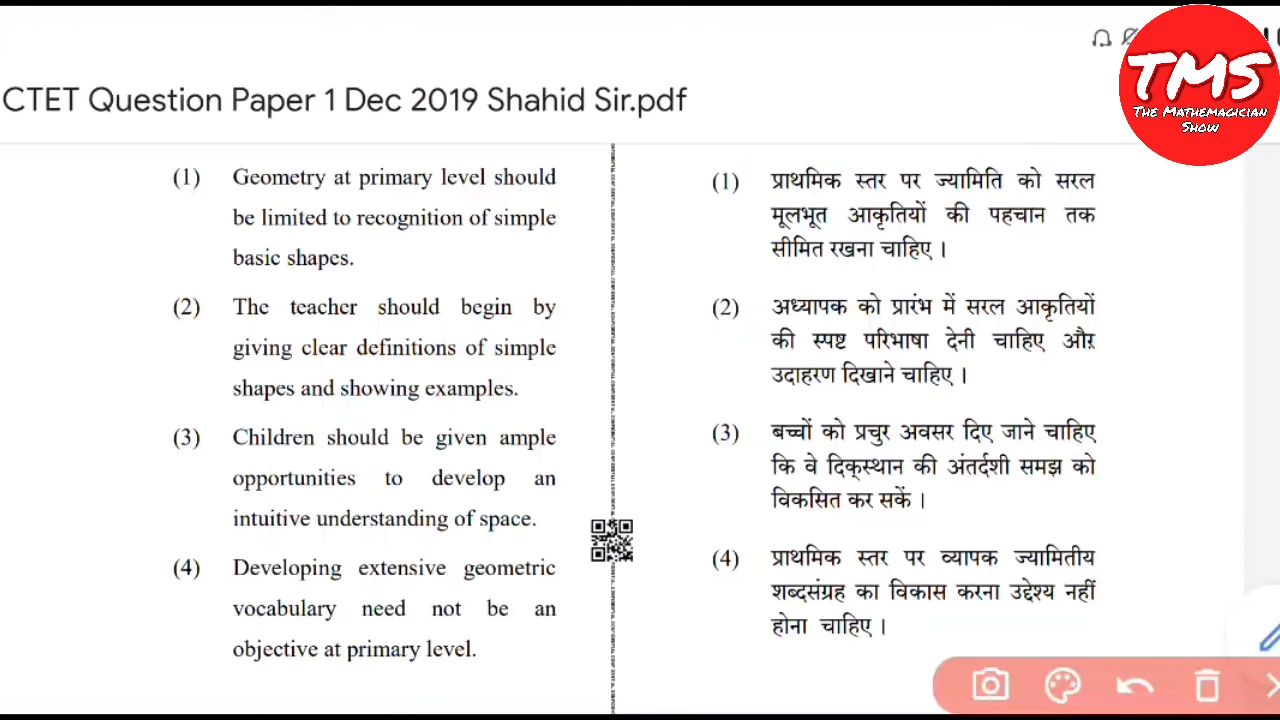 CTET Question Paper 1 Dec 2019 Shahid Sir.pdf
TMS
The Mathemagician
Show
(1) Geometry at primary level should
be limited to recognition of simple
basic shapes.
(2) The teacher should begin by
giving clear definitions of simple
shapes and showing examples.
(3) Children should be given ample
opportunities to develop an
intuitive understanding of space.
(4) Developing extensive geometric
vocabulary need not be an
objective at primary level.
(1) प्राथमिक स्तर पर ज्यामिति को सरल
मूलभूत आकृतियों की पहचान तक
सीमित रखना चाहिए ।
(2) अध्यापक को प्रारंभ में सरल आकृतियों
की स्पष्ट परिभाषा देनी चाहिए और
उदाहरण दिखाने चाहिए ।
(3) बच्चों को प्रचुर अवसर दिए जाने चाहिए
कि वे दिक्स्थान की अंतर्दशी समझ को
विकसित कर सकें ।
(4) प्राथमिक स्तर पर व्यापक ज्यामितीय
शब्दसंग्रह का विकास करना उद्देश्य नहीं
होना चाहिए ।